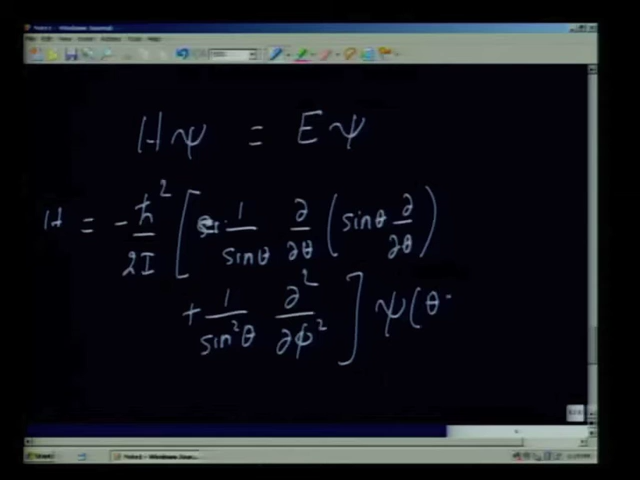 Hψ = Eψ
H = -ħ²/2I [ 1/sinθ ∂/∂θ ( sinθ ∂/∂θ )
+ 1/sin²θ ∂²/∂φ² ] ψ(θ